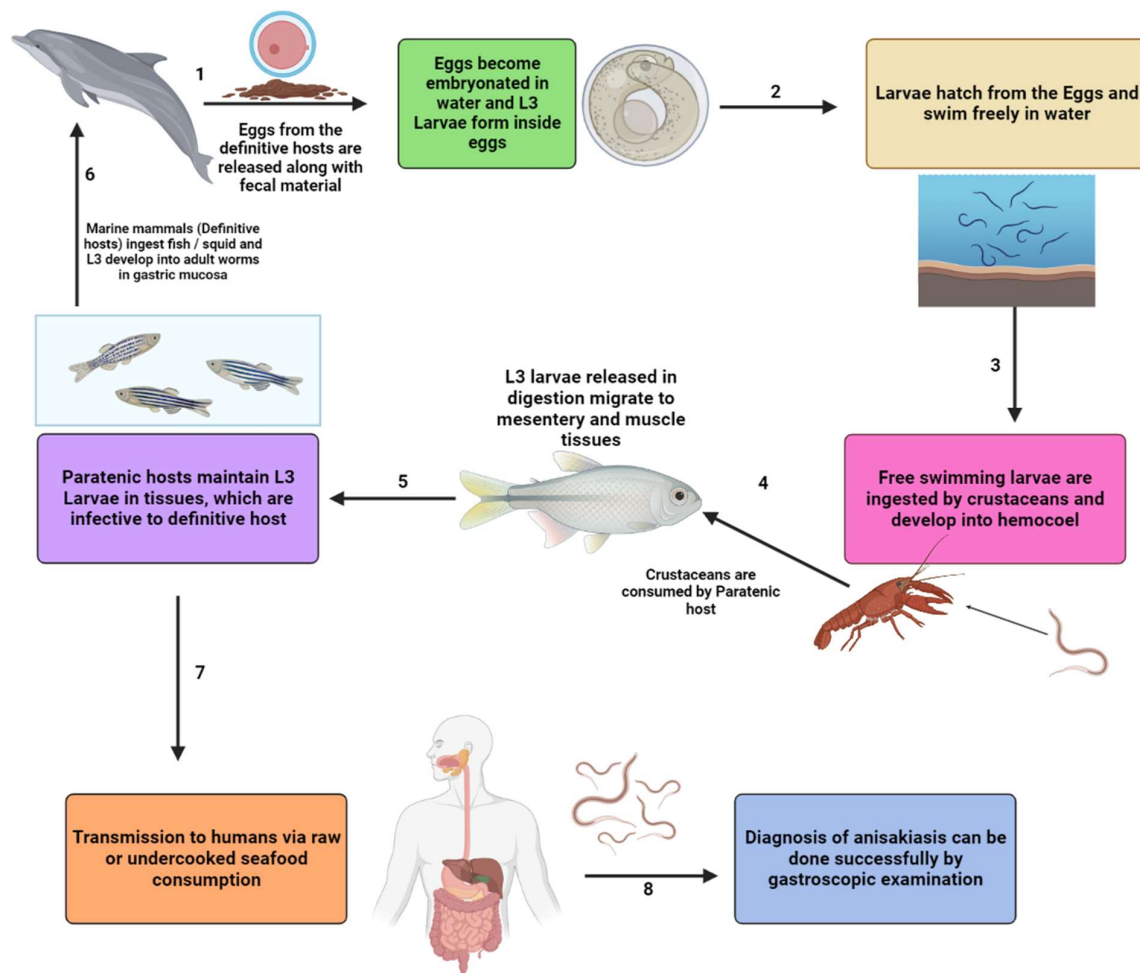 1
Eggs from the
definitive hosts are
released along with
fecal material
Eggs become
embryonated in
water and L3
Larvae form inside
eggs
2
Larvae hatch from the Eggs and
swim freely in water
3
Free swimming larvae are
ingested by crustaceans and
develop into hemocoel
4
Crustaceans are
consumed by Paratenic
host
L3 larvae released in
digestion migrate to
mesentery and muscle
tissues
5
Paratenic hosts maintain L3
Larvae in tissues, which are
infective to definitive host
6
Marine mammals (Definitive
hosts) ingest fish / squid and
L3 develop into adult worms
in gastric mucosa
7
Transmission to humans via raw
or undercooked seafood
consumption
8
Diagnosis of anisakiasis can be
done successfully by
gastroscopic examination